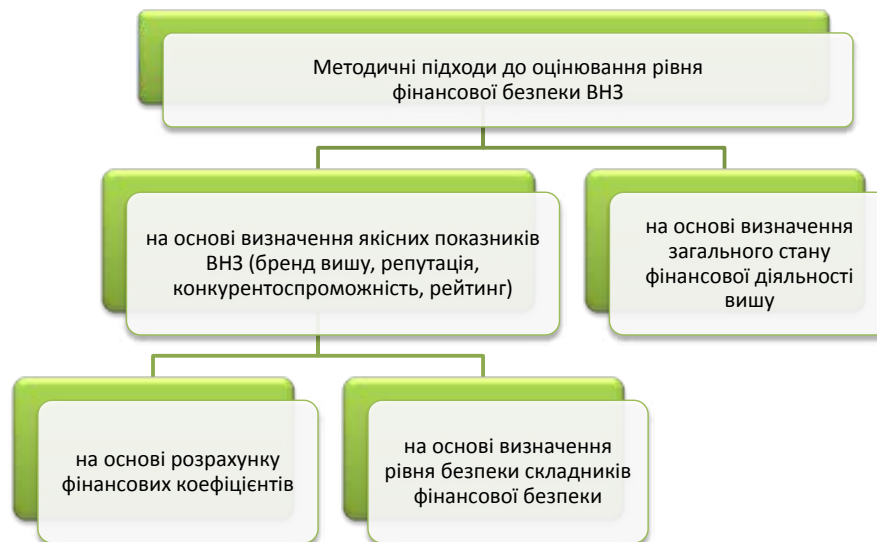 Методичні підходи до оцінювання рівня
фінансової безпеки ВНЗ
на основі визначення якісних показників
ВНЗ (бренд вишу, репутація,
конкурентоспроможність, рейтинг)
на основі визначення
загального стану
фінансової діяльності
вишу
на основі розрахунку
фінансових коефіцієнтів
на основі визначення
рівня безпеки складників
фінансової безпеки